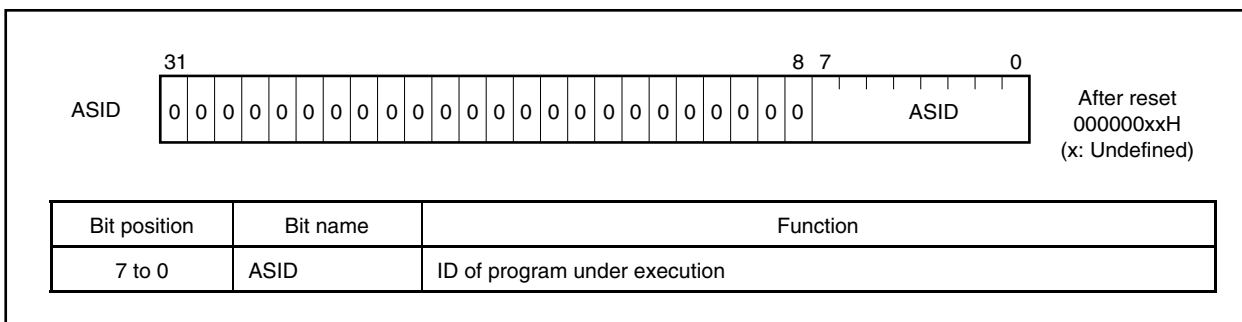 31 8 7 0
ASID 0 0 0 0 0 0 0 0 0 0 0 0 0 0 0 0 0 0 0 0 0 0 0 0 ASID After reset
000000xxH
(x: Undefined)
Bit position Bit name Function
7 to 0 ASID ID of program under execution